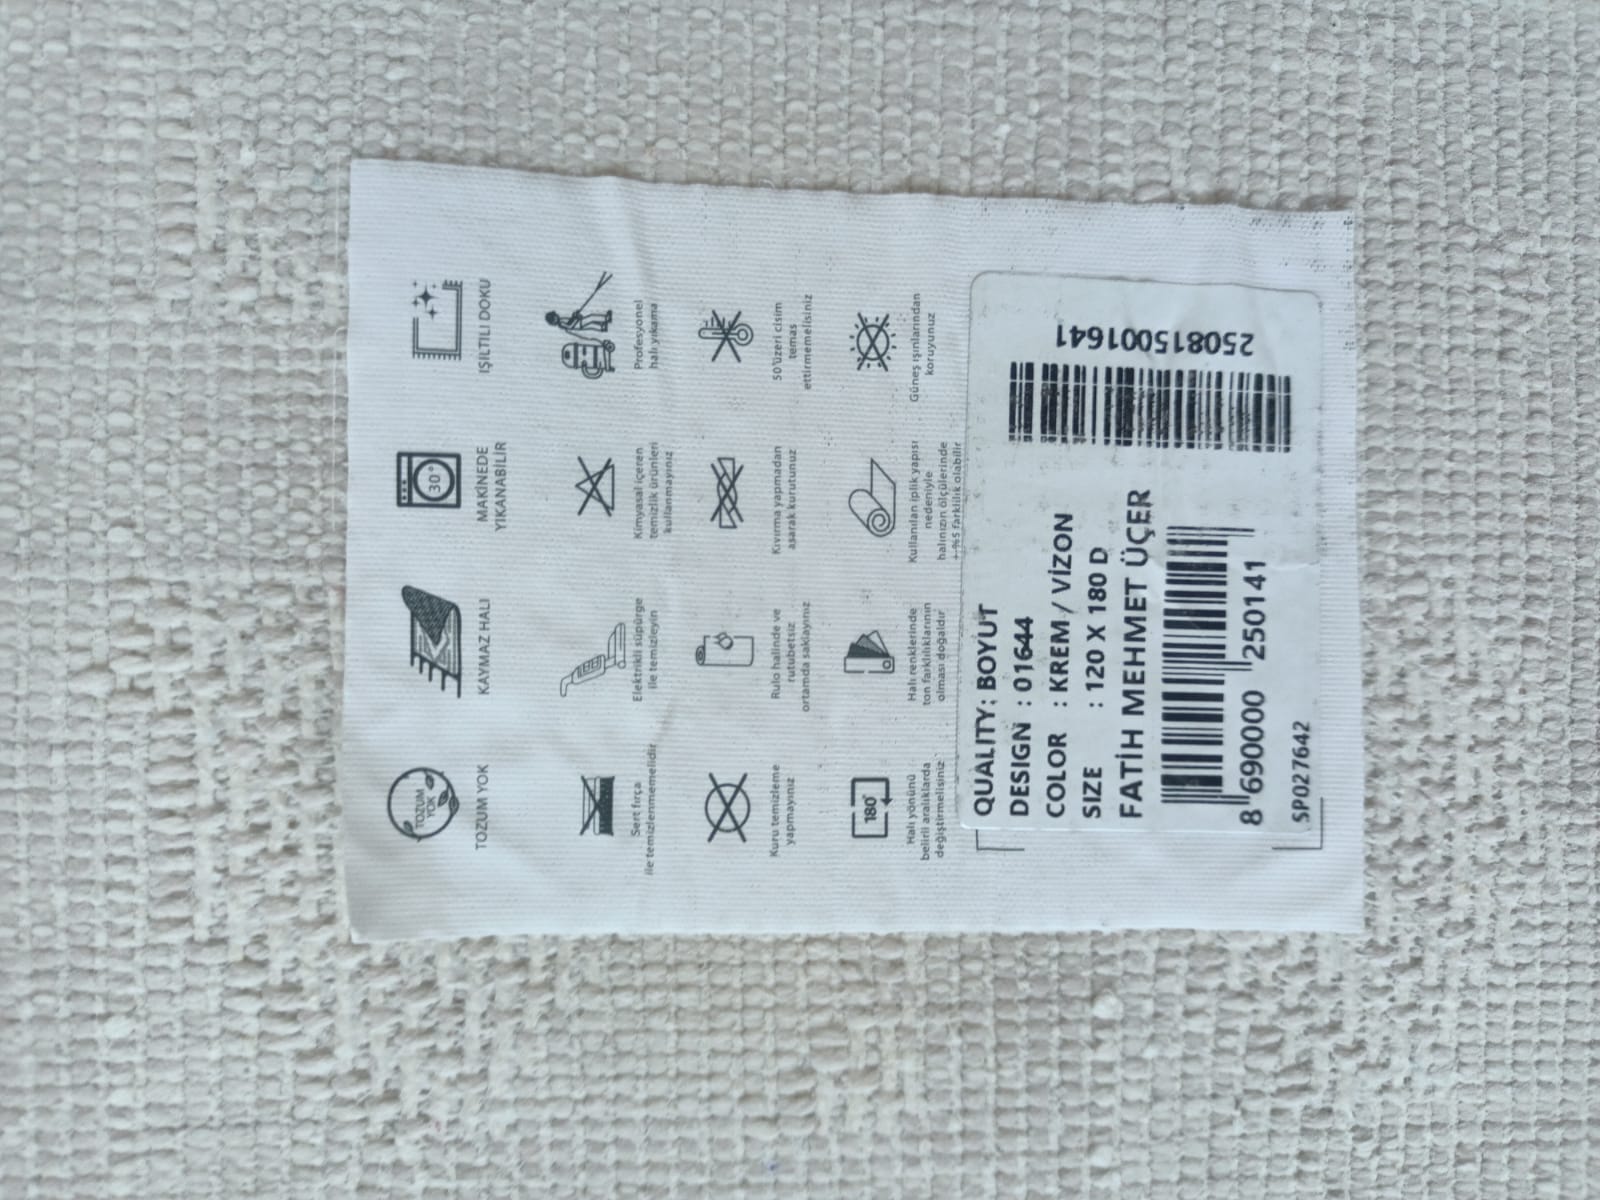 TOZUM
YOK
TOZUM YOK
KAYMAZ HALI
30°
MAKİNEDE
YIKANABİLİR
IŞILTILI DOKU
Sert fırça
ile temizlenmemelidir
Elektrikli süpürge
ile temizleyin
Kimyasal içeren
temizlik ürünleri
kullanmayınız
Profesyonel
halı yıkama
Kuru temizleme
yapmayınız
Rulo halinde ve
rutubetsiz
ortamda saklayınız
Kıvırma yapmadan
asarak kurutunuz
50°üzeri cisim
temas
ettirmemelisiniz
180°
Halı yönünü
belirli aralıklarda
değiştirmelisiniz
Halı renklerinde
ton farklılıklarının
olması doğaldır
Kullanılan iplik yapısı
nedeniyle
halınızın ölçülerinde
+-%5 farklılık olabilir
Güneş ışınlarından
koruyunuz
QUALITY: BOYUT
DESIGN : 01644
COLOR : KREM / VİZON
SIZE : 120 X 180 D
FATİH MEHMET ÜÇER
8 690000 250141
SP027642
250815001641